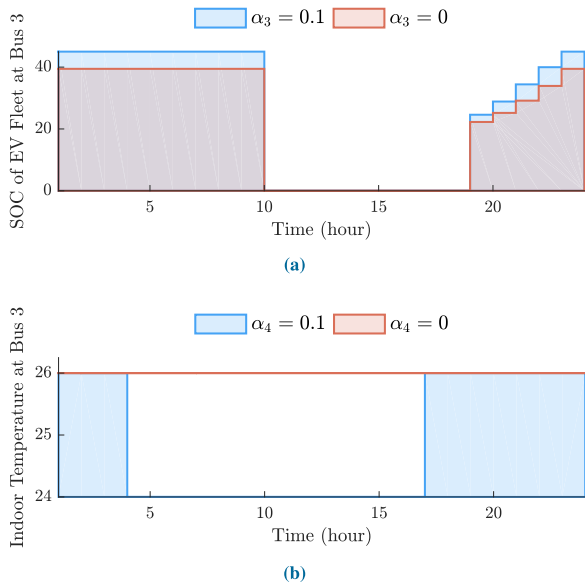 α₃ = 0.1 α₃ = 0
SOC of EV Fleet at Bus 3
40
20
0
5 10 15 20
Time (hour)
(a)
α₄ = 0.1 α₄ = 0
Indoor Temperature at Bus 3
26
25
24
5 10 15 20
Time (hour)
(b)